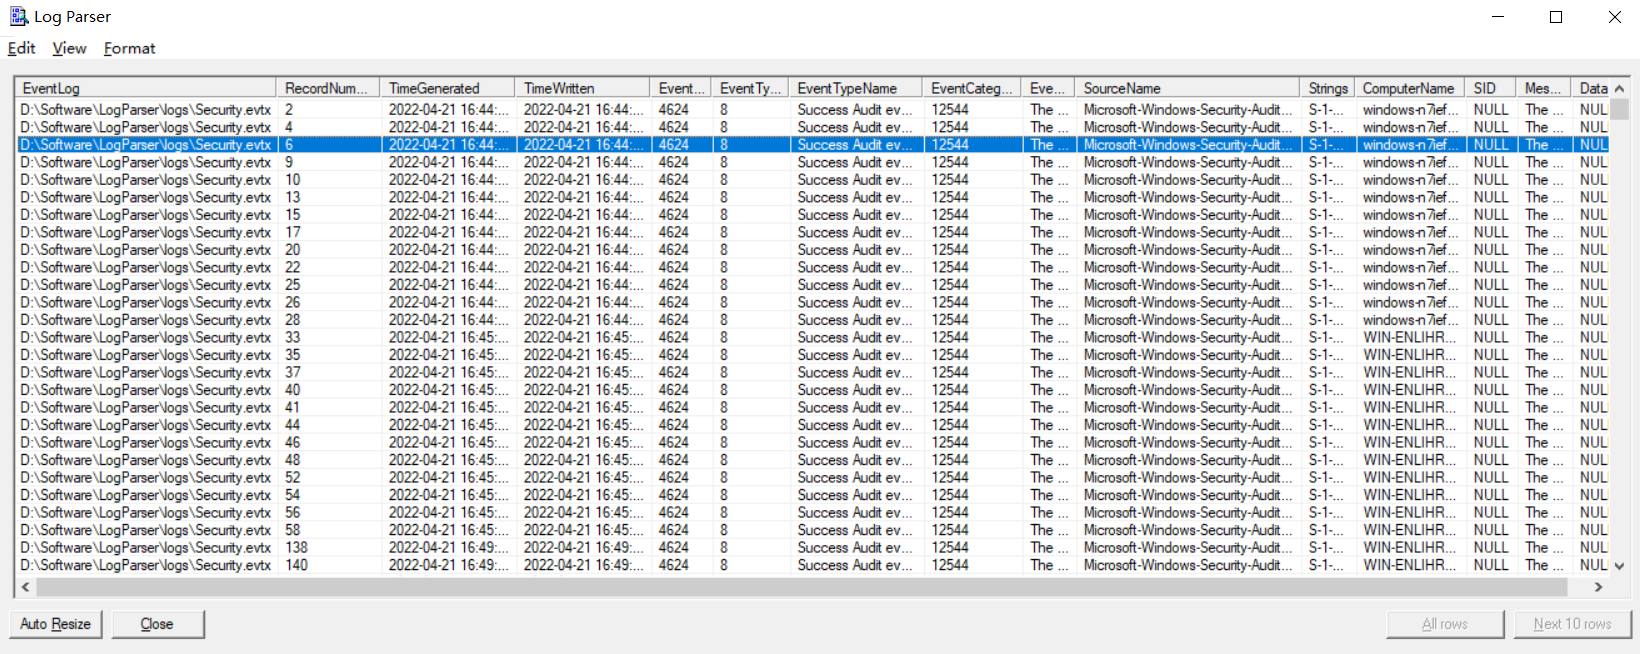 Log Parser
Edit View Format
EventLog RecordNum... TimeGenerated TimeWritten Event... EventTy... EventTypeName EventCateg... Eve... SourceName Strings ComputerName SID Mes... Data
D:\Software\LogParser\logs\Security.evtx 2 2022-04-21 16:44:... 2022-04-21 16:44:... 4624 8 Success Audit ev... 12544 The ... Microsoft-Windows-Security-Audit... S-1-... windows-n7ief... NULL The ... NULL
D:\Software\LogParser\logs\Security.evtx 4 2022-04-21 16:44:... 2022-04-21 16:44:... 4624 8 Success Audit ev... 12544 The ... Microsoft-Windows-Security-Audit... S-1-... windows-n7ief... NULL The ... NULL
D:\Software\LogParser\logs\Security.evtx 6 2022-04-21 16:44:... 2022-04-21 16:44:... 4624 8 Success Audit ev... 12544 The ... Microsoft-Windows-Security-Audit... S-1-... windows-n7ief... NULL The ... NULL
D:\Software\LogParser\logs\Security.evtx 9 2022-04-21 16:44:... 2022-04-21 16:44:... 4624 8 Success Audit ev... 12544 The ... Microsoft-Windows-Security-Audit... S-1-... windows-n7ief... NULL The ... NULL
D:\Software\LogParser\logs\Security.evtx 10 2022-04-21 16:44:... 2022-04-21 16:44:... 4624 8 Success Audit ev... 12544 The ... Microsoft-Windows-Security-Audit... S-1-... windows-n7ief... NULL The ... NULL
D:\Software\LogParser\logs\Security.evtx 13 2022-04-21 16:44:... 2022-04-21 16:44:... 4624 8 Success Audit ev... 12544 The ... Microsoft-Windows-Security-Audit... S-1-... windows-n7ief... NULL The ... NULL
D:\Software\LogParser\logs\Security.evtx 15 2022-04-21 16:44:... 2022-04-21 16:44:... 4624 8 Success Audit ev... 12544 The ... Microsoft-Windows-Security-Audit... S-1-... windows-n7ief... NULL The ... NULL
D:\Software\LogParser\logs\Security.evtx 17 2022-04-21 16:44:... 2022-04-21 16:44:... 4624 8 Success Audit ev... 12544 The ... Microsoft-Windows-Security-Audit... S-1-... windows-n7ief... NULL The ... NULL
D:\Software\LogParser\logs\Security.evtx 20 2022-04-21 16:44:... 2022-04-21 16:44:... 4624 8 Success Audit ev... 12544 The ... Microsoft-Windows-Security-Audit... S-1-... windows-n7ief... NULL The ... NULL
D:\Software\LogParser\logs\Security.evtx 22 2022-04-21 16:44:... 2022-04-21 16:44:... 4624 8 Success Audit ev... 12544 The ... Microsoft-Windows-Security-Audit... S-1-... windows-n7ief... NULL The ... NULL
D:\Software\LogParser\logs\Security.evtx 25 2022-04-21 16:44:... 2022-04-21 16:44:... 4624 8 Success Audit ev... 12544 The ... Microsoft-Windows-Security-Audit... S-1-... windows-n7ief... NULL The ... NULL
D:\Software\LogParser\logs\Security.evtx 26 2022-04-21 16:44:... 2022-04-21 16:44:... 4624 8 Success Audit ev... 12544 The ... Microsoft-Windows-Security-Audit... S-1-... windows-n7ief... NULL The ... NULL
D:\Software\LogParser\logs\Security.evtx 28 2022-04-21 16:44:... 2022-04-21 16:44:... 4624 8 Success Audit ev... 12544 The ... Microsoft-Windows-Security-Audit... S-1-... windows-n7ief... NULL The ... NULL
D:\Software\LogParser\logs\Security.evtx 33 2022-04-21 16:45:... 2022-04-21 16:45:... 4624 8 Success Audit ev... 12544 The ... Microsoft-Windows-Security-Audit... S-1-... WIN-ENLIHR... NULL The ... NULL
D:\Software\LogParser\logs\Security.evtx 35 2022-04-21 16:45:... 2022-04-21 16:45:... 4624 8 Success Audit ev... 12544 The ... Microsoft-Windows-Security-Audit... S-1-... WIN-ENLIHR... NULL The ... NULL
D:\Software\LogParser\logs\Security.evtx 37 2022-04-21 16:45:... 2022-04-21 16:45:... 4624 8 Success Audit ev... 12544 The ... Microsoft-Windows-Security-Audit... S-1-... WIN-ENLIHR... NULL The ... NULL
D:\Software\LogParser\logs\Security.evtx 40 2022-04-21 16:45:... 2022-04-21 16:45:... 4624 8 Success Audit ev... 12544 The ... Microsoft-Windows-Security-Audit... S-1-... WIN-ENLIHR... NULL The ... NULL
D:\Software\LogParser\logs\Security.evtx 41 2022-04-21 16:45:... 2022-04-21 16:45:... 4624 8 Success Audit ev... 12544 The ... Microsoft-Windows-Security-Audit... S-1-... WIN-ENLIHR... NULL The ... NULL
D:\Software\LogParser\logs\Security.evtx 44 2022-04-21 16:45:... 2022-04-21 16:45:... 4624 8 Success Audit ev... 12544 The ... Microsoft-Windows-Security-Audit... S-1-... WIN-ENLIHR... NULL The ... NULL
D:\Software\LogParser\logs\Security.evtx 46 2022-04-21 16:45:... 2022-04-21 16:45:... 4624 8 Success Audit ev... 12544 The ... Microsoft-Windows-Security-Audit... S-1-... WIN-ENLIHR... NULL The ... NULL
D:\Software\LogParser\logs\Security.evtx 48 2022-04-21 16:45:... 2022-04-21 16:45:... 4624 8 Success Audit ev... 12544 The ... Microsoft-Windows-Security-Audit... S-1-... WIN-ENLIHR... NULL The ... NULL
D:\Software\LogParser\logs\Security.evtx 52 2022-04-21 16:45:... 2022-04-21 16:45:... 4624 8 Success Audit ev... 12544 The ... Microsoft-Windows-Security-Audit... S-1-... WIN-ENLIHR... NULL The ... NULL
D:\Software\LogParser\logs\Security.evtx 54 2022-04-21 16:45:... 2022-04-21 16:45:... 4624 8 Success Audit ev... 12544 The ... Microsoft-Windows-Security-Audit... S-1-... WIN-ENLIHR... NULL The ... NULL
D:\Software\LogParser\logs\Security.evtx 56 2022-04-21 16:45:... 2022-04-21 16:45:... 4624 8 Success Audit ev... 12544 The ... Microsoft-Windows-Security-Audit... S-1-... WIN-ENLIHR... NULL The ... NULL
D:\Software\LogParser\logs\Security.evtx 58 2022-04-21 16:45:... 2022-04-21 16:45:... 4624 8 Success Audit ev... 12544 The ... Microsoft-Windows-Security-Audit... S-1-... WIN-ENLIHR... NULL The ... NULL
D:\Software\LogParser\logs\Security.evtx 138 2022-04-21 16:49:... 2022-04-21 16:49:... 4624 8 Success Audit ev... 12544 The ... Microsoft-Windows-Security-Audit... S-1-... WIN-ENLIHR... NULL The ... NULL
D:\Software\LogParser\logs\Security.evtx 140 2022-04-21 16:49:... 2022-04-21 16:49:... 4624 8 Success Audit ev... 12544 The ... Microsoft-Windows-Security-Audit... S-1-... WIN-ENLIHR... NULL The ... NULL
Auto Resize Close All rows Next 10 rows